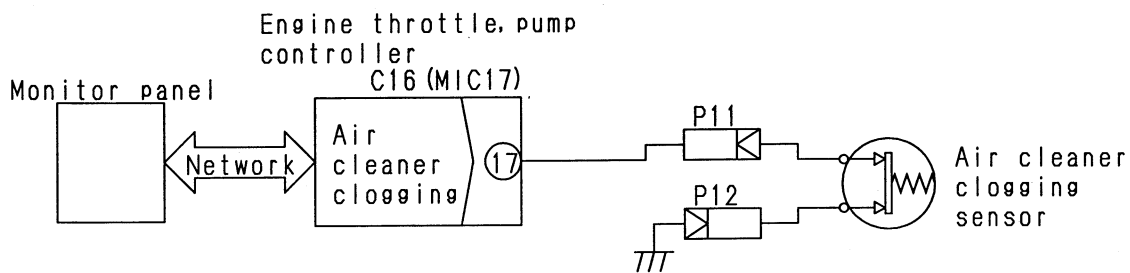 Engine throttle, pump
controller
C16 (MIC17)
Monitor panel
Network
Air
cleaner
clogging
17
P11
P12
Air cleaner
clogging
sensor